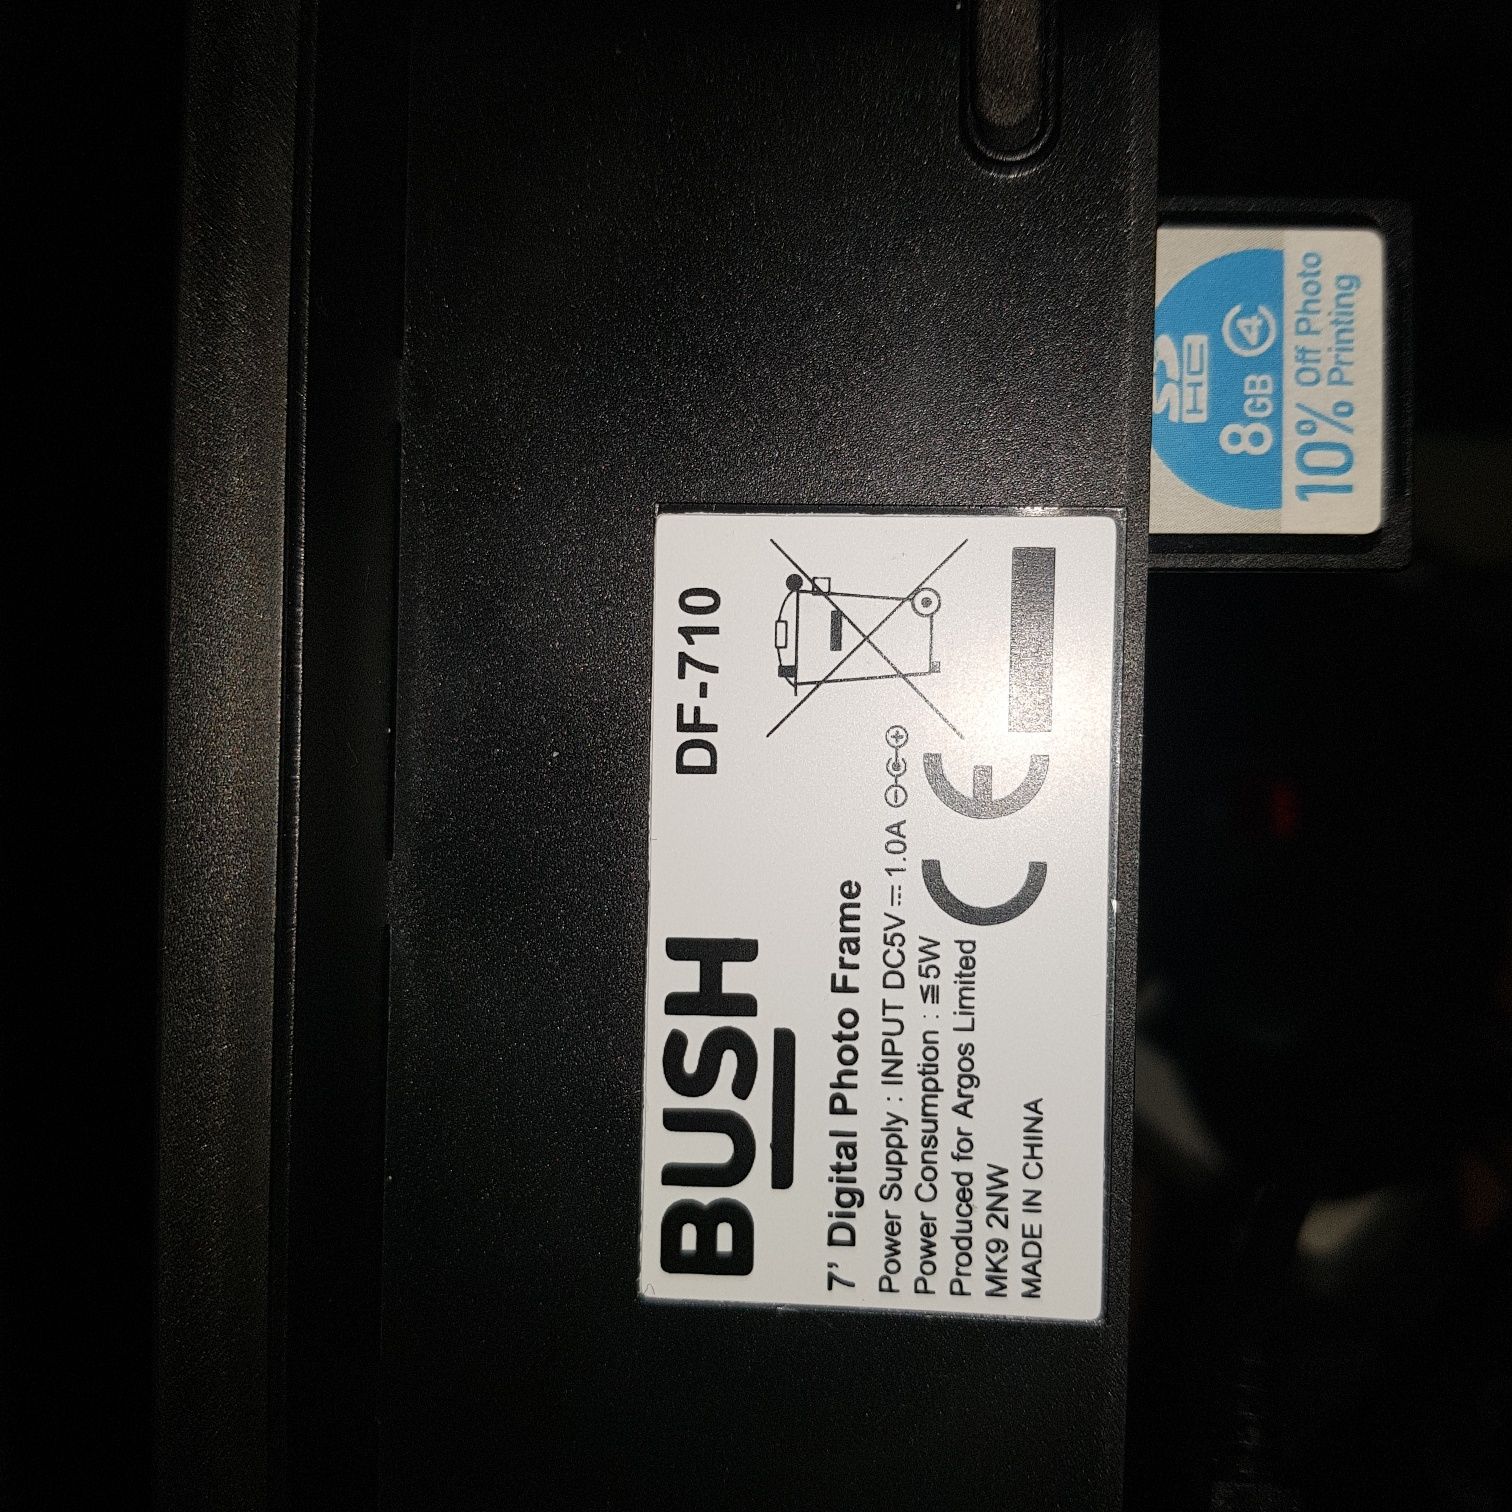 BUSH DF-710
7' Digital Photo Frame
Power Supply : INPUT DC5V ⎓ 1.0A
Power Consumption : ≦5W
Produced for Argos Limited
MK9 2NW
MADE IN CHINA
CE
SD
HC
8GB 4
10% Off Photo
Printing